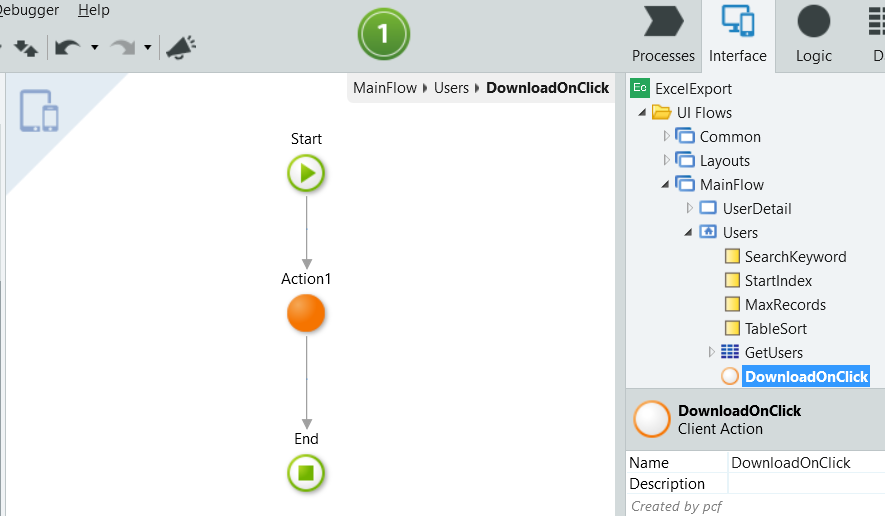 Debugger Help
1
Processes Interface Logic
MainFlow Users DownloadOnClick
Start
Action1
End
Ec ExcelExport
UI Flows
Common
Layouts
MainFlow
UserDetail
Users
SearchKeyword
StartIndex
MaxRecords
TableSort
GetUsers
DownloadOnClick
DownloadOnClick
Client Action
Name DownloadOnClick
Description
Created by pcf